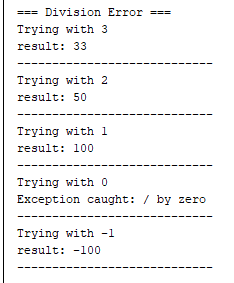 === Division Error ===
Trying with 3
result: 33
----------------------------
Trying with 2
result: 50
----------------------------
Trying with 1
result: 100
----------------------------
Trying with 0
Exception caught: / by zero
----------------------------
Trying with -1
result: -100
----------------------------